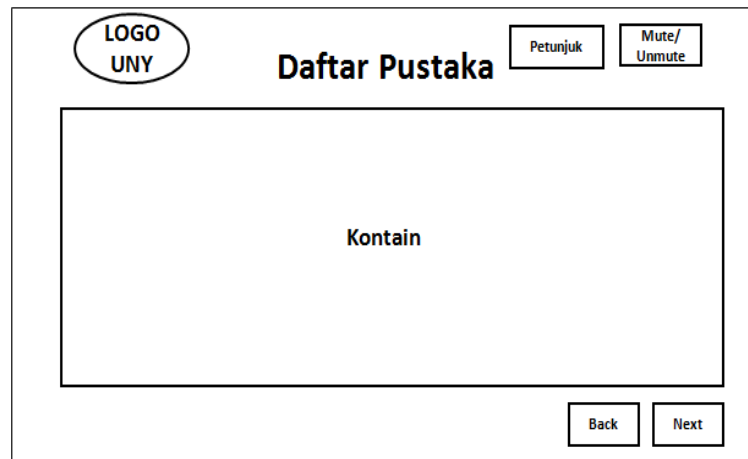 LOGO
UNY
Daftar Pustaka
Petunjuk
Mute/
Unmute
Kontain
Back
Next